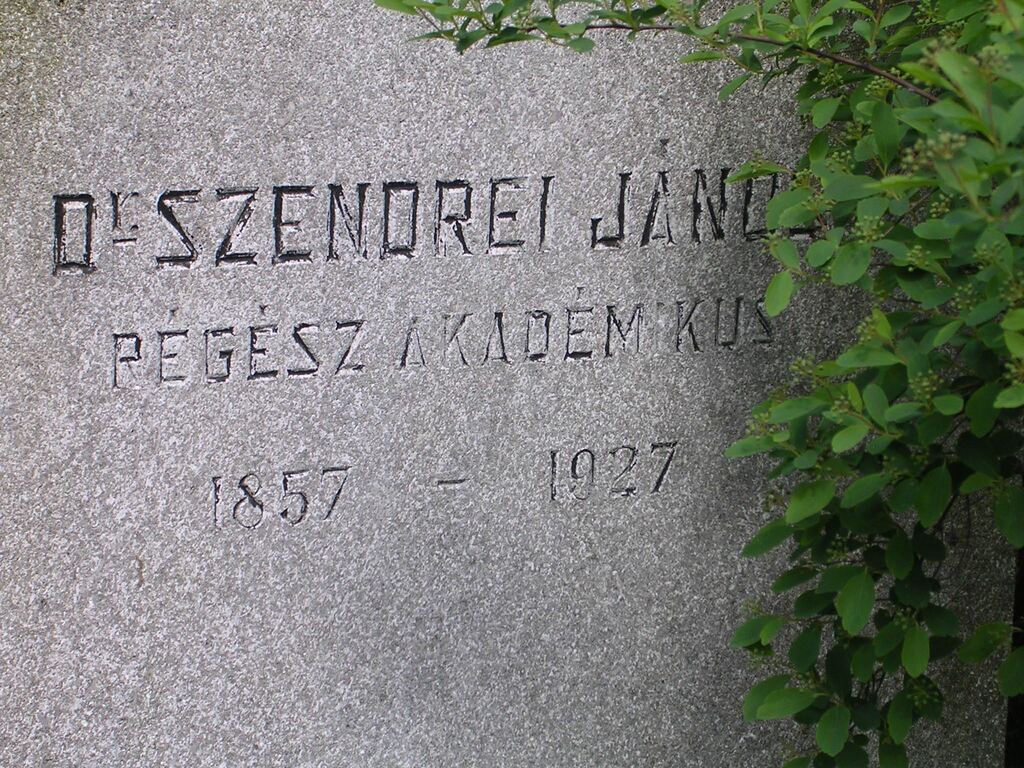 Dr SZENDREI JÁNO
RÉGÉSZ AKADÉMIKUS
1857 - 1927